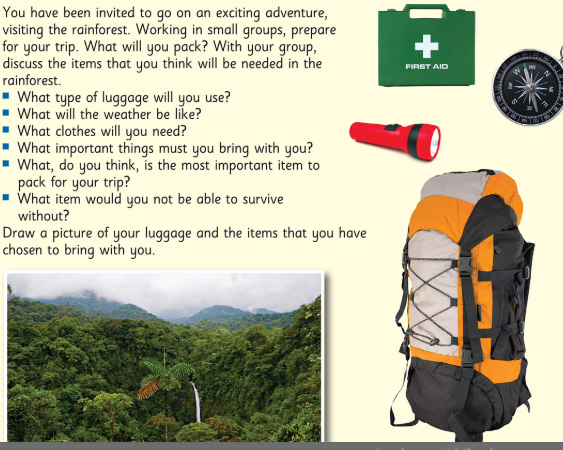 You have been invited to go on an exciting adventure,
visiting the rainforest. Working in small groups, prepare
for your trip. What will you pack? With your group,
discuss the items that you think will be needed in the
rainforest.
What type of luggage will you use?
What will the weather be like?
What clothes will you need?
What important things must you bring with you?
What, do you think, is the most important item to
pack for your trip?
What item would you not be able to survive
without?
Draw a picture of your luggage and the items that you have
chosen to bring with you.
FIRST AID